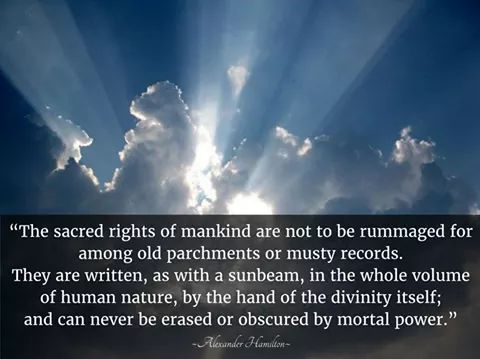 “The sacred rights of mankind are not to be rummaged for
among old parchments or musty records.
They are written, as with a sunbeam, in the whole volume
of human nature, by the hand of the divinity itself;
and can never be erased or obscured by mortal power.”
~Alexander Hamilton~